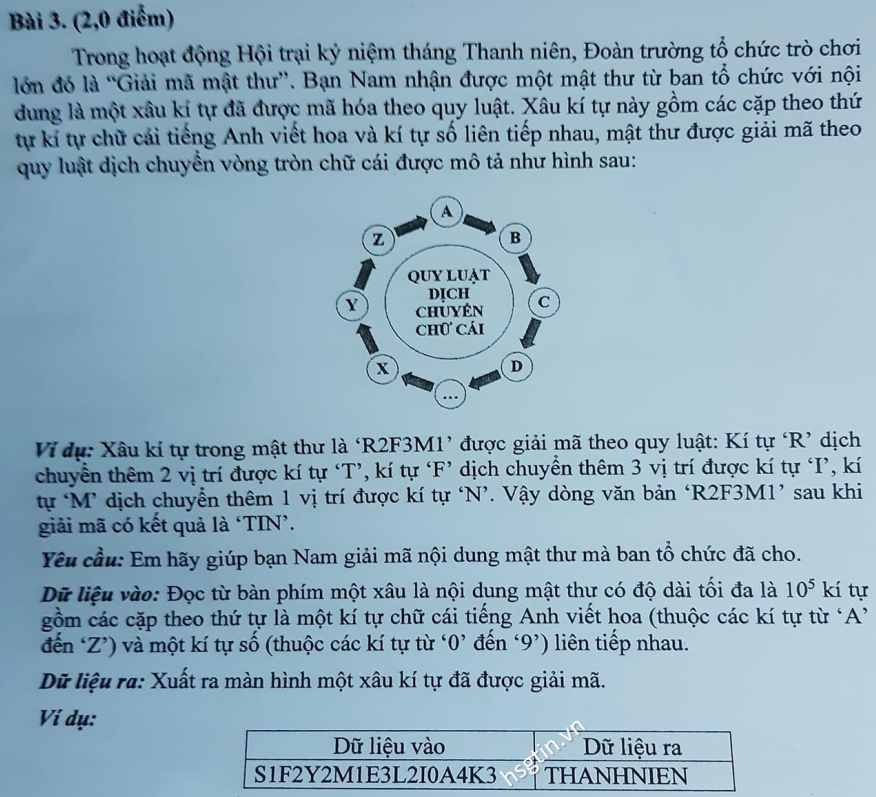 Bài 3. (2,0 điểm)
Trong hoạt động Hội trại kỷ niệm tháng Thanh niên, Đoàn trường tổ chức trò chơi
lớn đó là “Giải mã mật thư”. Bạn Nam nhận được một mật thư từ ban tổ chức với nội
dung là một xâu kí tự đã được mã hóa theo quy luật. Xâu kí tự này gồm các cặp theo thứ
tự kí tự chữ cái tiếng Anh viết hoa và kí tự số liên tiếp nhau, mật thư được giải mã theo
quy luật dịch chuyển vòng tròn chữ cái được mô tả như hình sau:
A
Z
B
QUY LUẬT
DỊCH
CHUYỂN
CHỮ CÁI
Y
C
X
D
...
Ví dụ: Xâu kí tự trong mật thư là ‘R2F3M1’ được giải mã theo quy luật: Kí tự ‘R’ dịch
chuyển thêm 2 vị trí được kí tự ‘T’, kí tự ‘F’ dịch chuyển thêm 3 vị trí được kí tự ‘I’, kí
tự ‘M’ dịch chuyển thêm 1 vị trí được kí tự ‘N’. Vậy dòng văn bản ‘R2F3M1’ sau khi
giải mã có kết quả là ‘TIN’.
Yêu cầu: Em hãy giúp bạn Nam giải mã nội dung mật thư mà ban tổ chức đã cho.
Dữ liệu vào: Đọc từ bàn phím một xâu là nội dung mật thư có độ dài tối đa là 10⁵ kí tự
gồm các cặp theo thứ tự là một kí tự chữ cái tiếng Anh viết hoa (thuộc các kí tự từ ‘A’
đến ‘Z’) và một kí tự số (thuộc các kí tự từ ‘0’ đến ‘9’) liên tiếp nhau.
Dữ liệu ra: Xuất ra màn hình một xâu kí tự đã được giải mã.
Ví dụ:
Dữ liệu vào Dữ liệu ra
S1F2Y2M1E3L2I0A4K3 THANHNIEN
hsgtin.vn